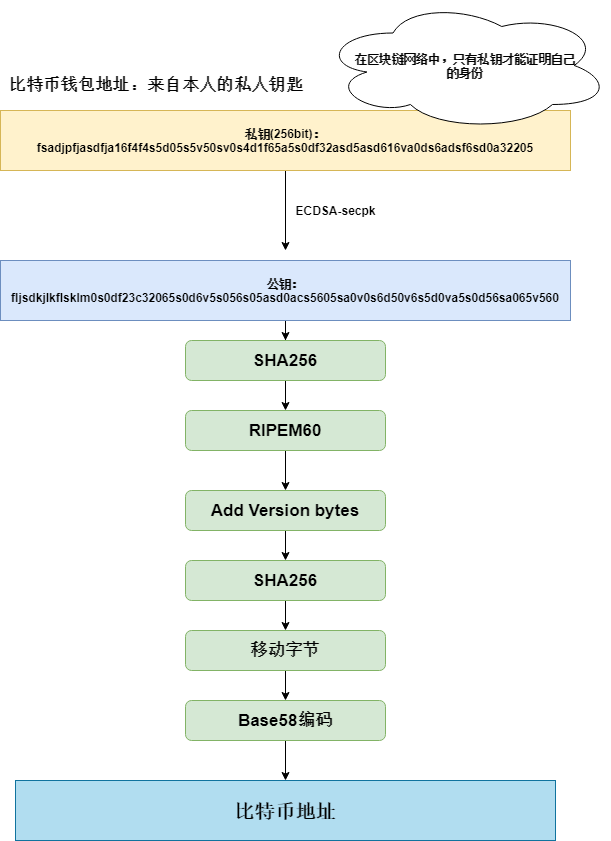 在区块链网络中，只有私钥才能证明自己
的身份
比特币钱包地址：来自本人的私人钥匙
私钥(256bit)：
fsadjpfjasdfja16f4f4s5d05s5v50sv0s4d1f65a5s0df32asd5asd616va0ds6adsf6sd0a32205
ECDSA-secpk
公钥：
fljsdkjlkflsklm0s0df23c32065s0d6v5s056s05asd0acs5605sa0v0s6d50v6s5d0va5s0d56sa065v560
SHA256
RIPEM60
Add Version bytes
SHA256
移动字节
Base58编码
比特币地址